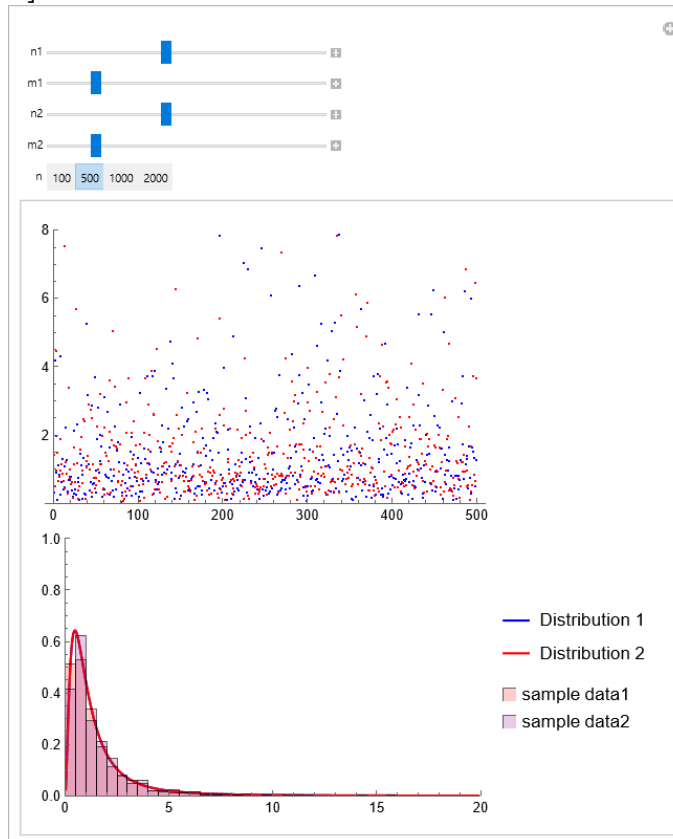 ]
n1
m1
n2
m2
n 100 500 1000 2000
8
6
4
2
0 100 200 300 400 500
1.0
0.8
0.6
0.4
0.2
0.0
0 5 10 15 20
Distribution 1
Distribution 2
sample data1
sample data2